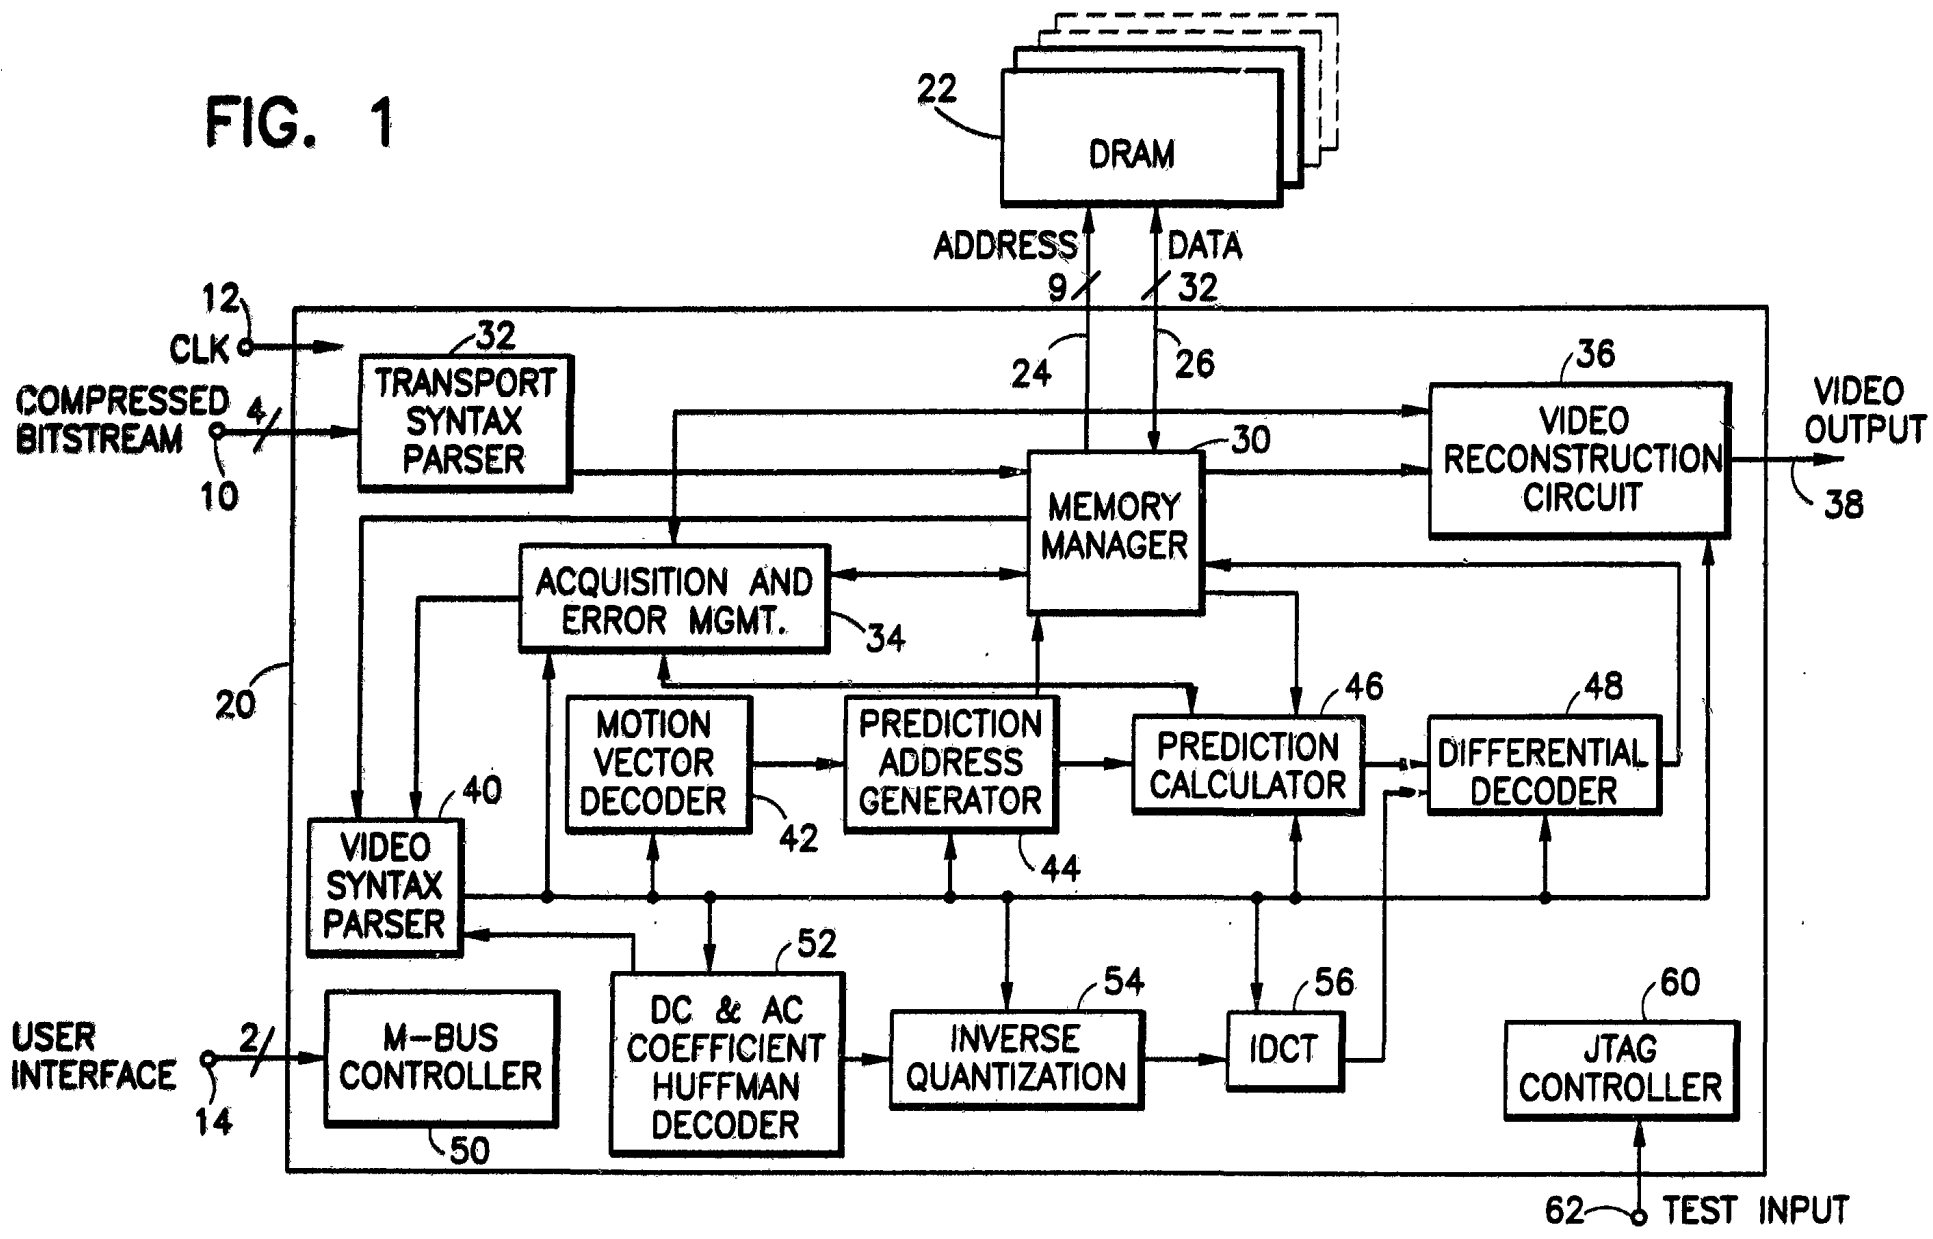 FIG. 1
22
DRAM
ADDRESS
DATA
9
32
12
CLK
24
26
COMPRESSED
BITSTREAM
4
10
32
TRANSPORT
SYNTAX
PARSER
30
MEMORY
MANAGER
36
VIDEO
RECONSTRUCTION
CIRCUIT
VIDEO
OUTPUT
38
ACQUISITION AND
ERROR MGMT.
34
20
MOTION
VECTOR
DECODER
42
PREDICTION
ADDRESS
GENERATOR
44
46
PREDICTION
CALCULATOR
48
DIFFERENTIAL
DECODER
40
VIDEO
SYNTAX
PARSER
52
DC & AC
COEFFICIENT
HUFFMAN
DECODER
54
INVERSE
QUANTIZATION
56
IDCT
60
JTAG
CONTROLLER
USER
INTERFACE
2
14
M-BUS
CONTROLLER
50
62
TEST INPUT